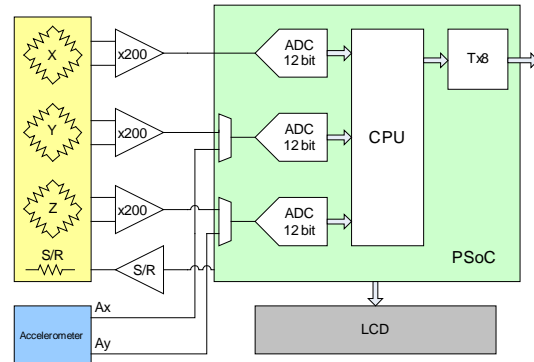 X
x200
ADC
12 bit
Tx8
Y
x200
ADC
12 bit
CPU
Z
x200
ADC
12 bit
S/R
S/R
PSoC
Ax
Accelerometer
Ay
LCD